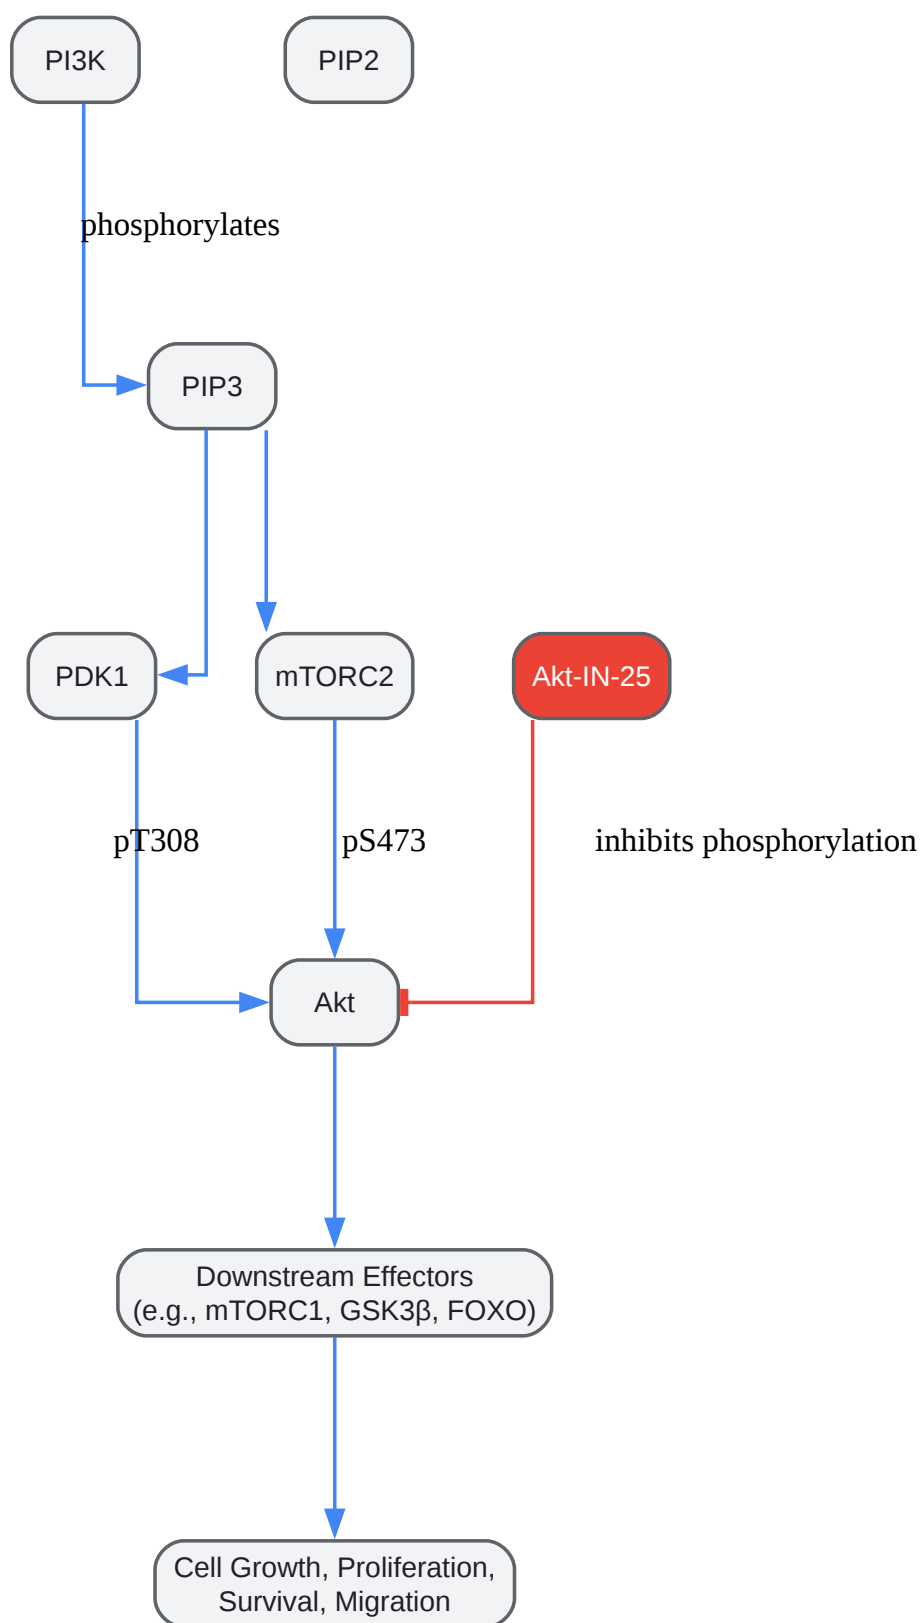 PI3K
PIP2
phosphorylates
PIP3
PDK1
mTORC2
Akt-IN-25
pT308
pS473
inhibits phosphorylation
Akt
Downstream Effectors
(e.g., mTORC1, GSK3β, FOXO)
Cell Growth, Proliferation,
Survival, Migration